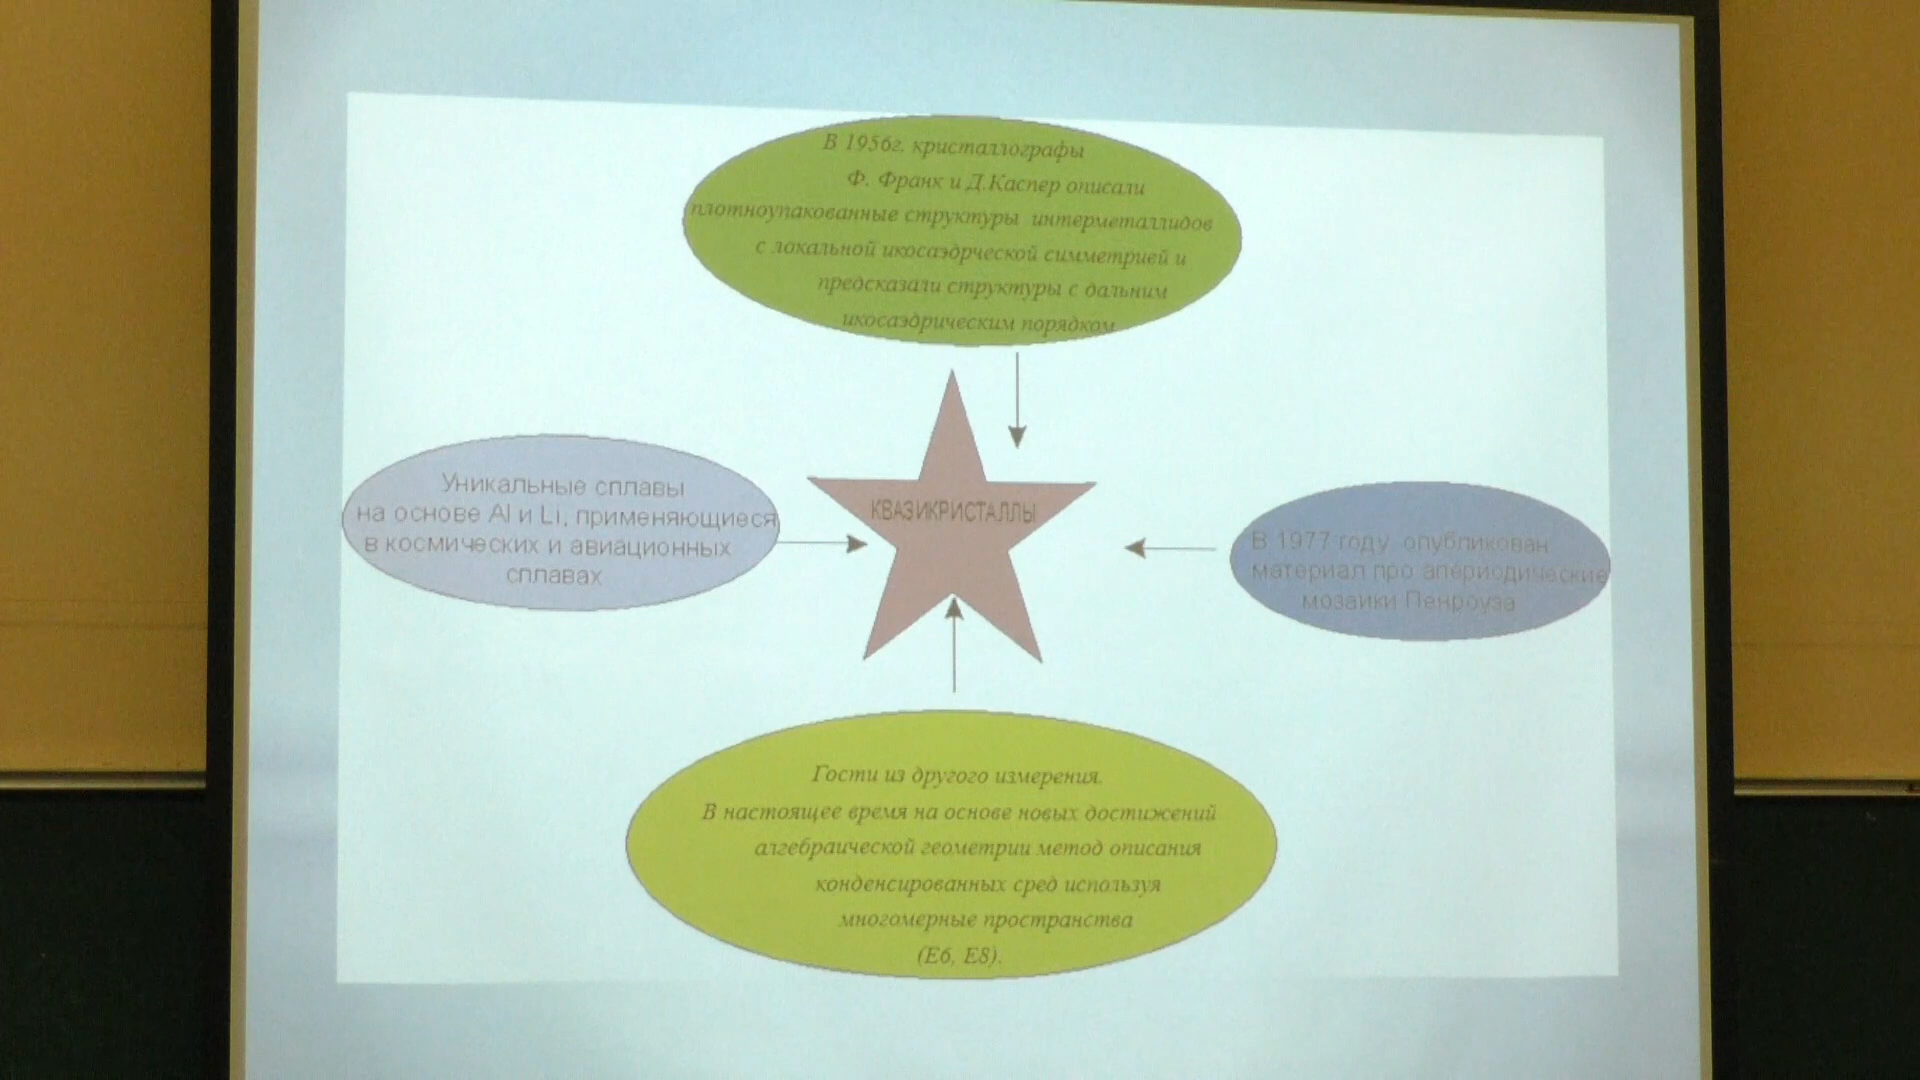 В 1956г. кристаллографы
Ф. Франк и Д.Каспер описали
плотноупакованные структуры интерметаллидов
с локальной икосаэдрческой симметрией и
предсказали структуры с дальним
икосаэдрическим порядком
Уникальные сплавы
на основе Al и Li, применяющиеся
в космических и авиационных
сплавах
КВАЗИКРИСТАЛЛЫ
В 1977 году опубликован
материал про апериодические
мозаики Пенроуза
Гости из другого измерения.
В настоящее время на основе новых достижений
алгебраической геометрии метод описания
конденсированных сред используя
многомерные пространства
(E6, E8).